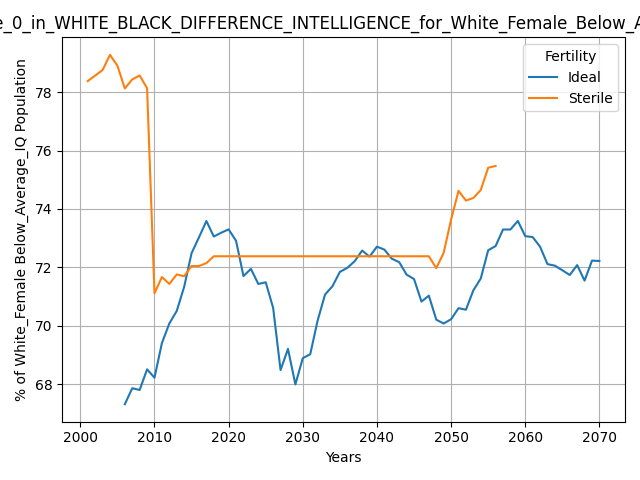 e_0_in_WHITE_BLACK_DIFFERENCE_INTELLIGENCE_for_White_Female_Below_A
% of White_Female Below_Average_IQ Population
78
76
74
72
70
68
Fertility
Ideal
Sterile
2000 2010 2020 2030 2040 2050 2060 2070
Years